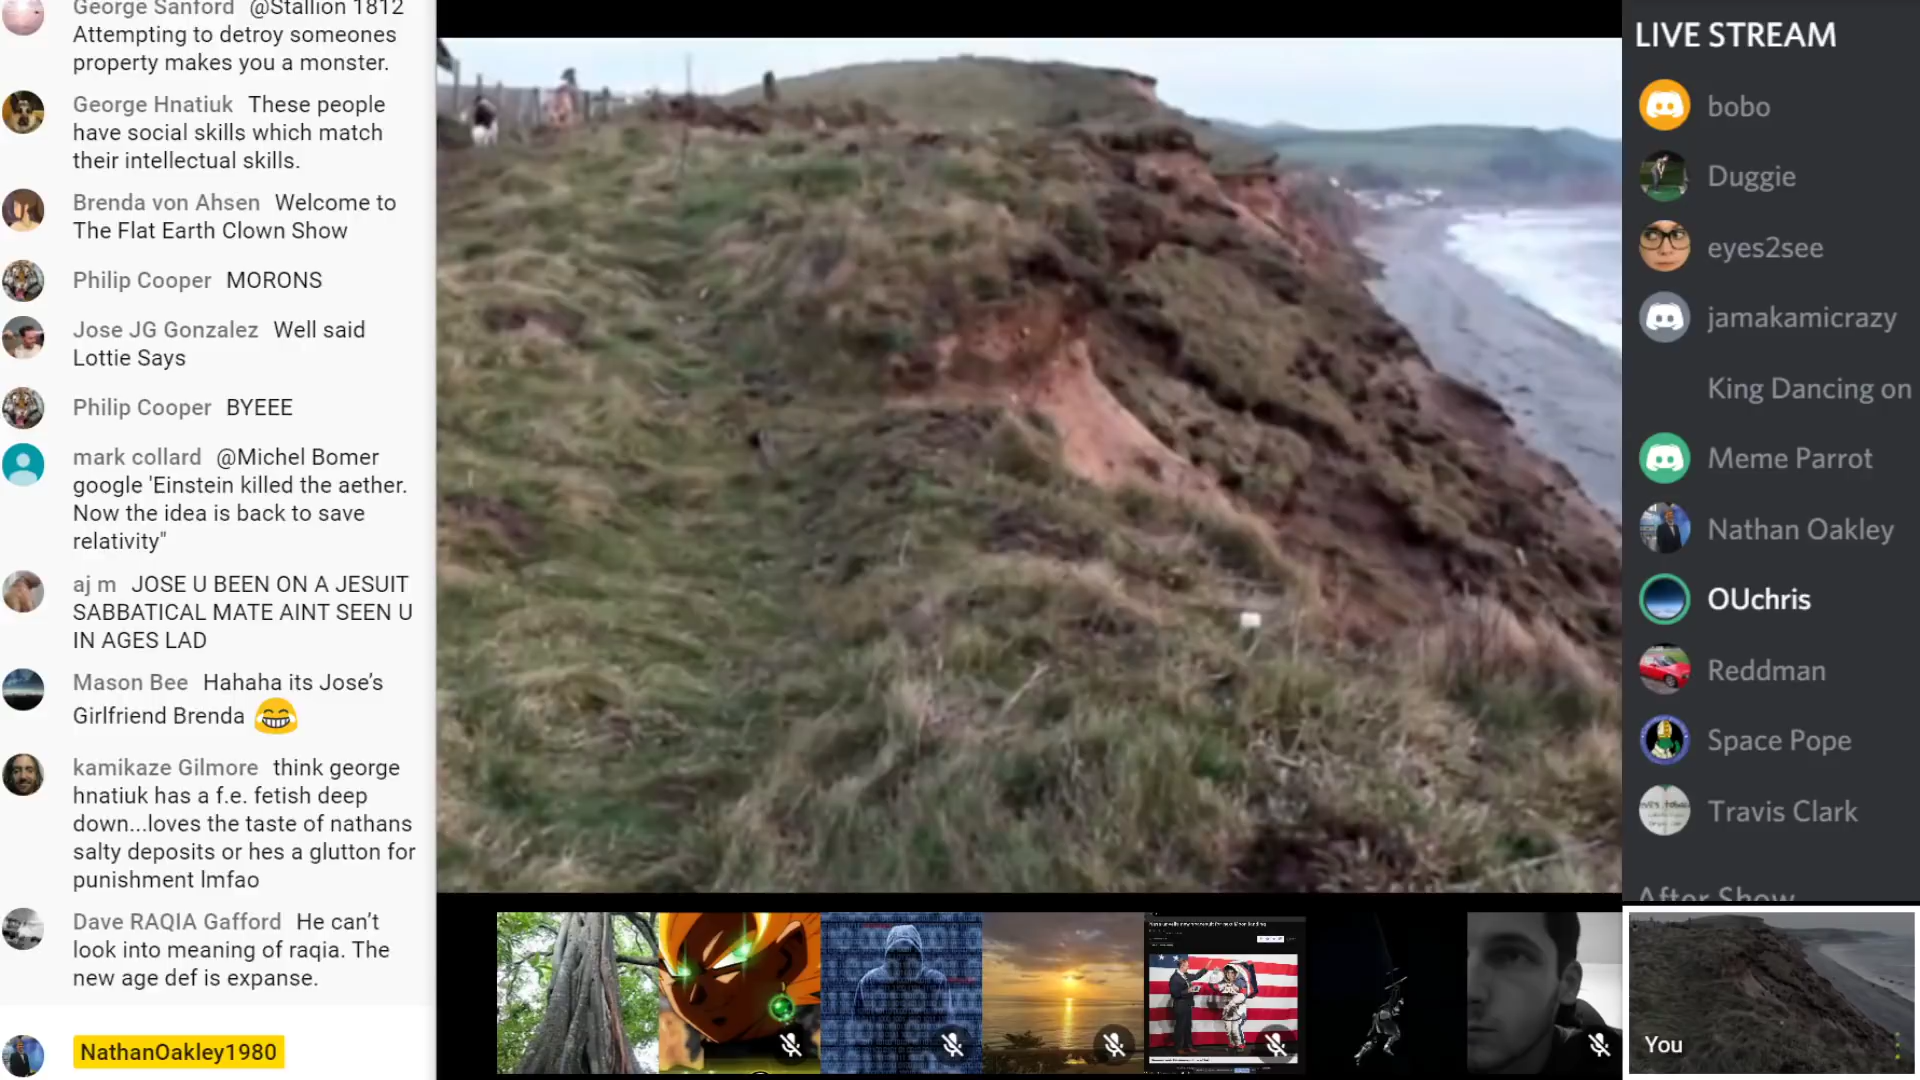 George Sanford @Stallion 1812
Attempting to detroy someones
property makes you a monster.
George Hnatiuk These people
have social skills which match
their intellectual skills.
Brenda von Ahsen Welcome to
The Flat Earth Clown Show
Philip Cooper MORONS
Jose JG Gonzalez Well said
Lottie Says
Philip Cooper BYEEE
mark collard @Michel Bomer
google 'Einstein killed the aether.
Now the idea is back to save
relativity"
aj m JOSE U BEEN ON A JESUIT
SABBATICAL MATE AINT SEEN U
IN AGES LAD
Mason Bee Hahaha its Jose's
Girlfriend Brenda
kamikaze Gilmore think george
hnatiuk has a f.e. fetish deep
down...loves the taste of nathans
salty deposits or hes a glutton for
punishment lmfao
Dave RAQIA Gafford He can't
look into meaning of raqia. The
new age def is expanse.
NathanOakley1980
LIVE STREAM
bobo
Duggie
eyes2see
jamakamicrazy
King Dancing on
Meme Parrot
Nathan Oakley
OUchris
Reddman
Space Pope
Travis Clark
After Show
You